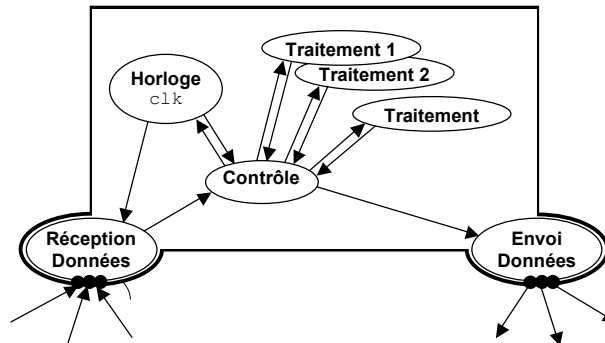 Traitement 1
Traitement 2
Horloge
clk
Traitement
Contrôle
Réception
Données
Envoi
Données